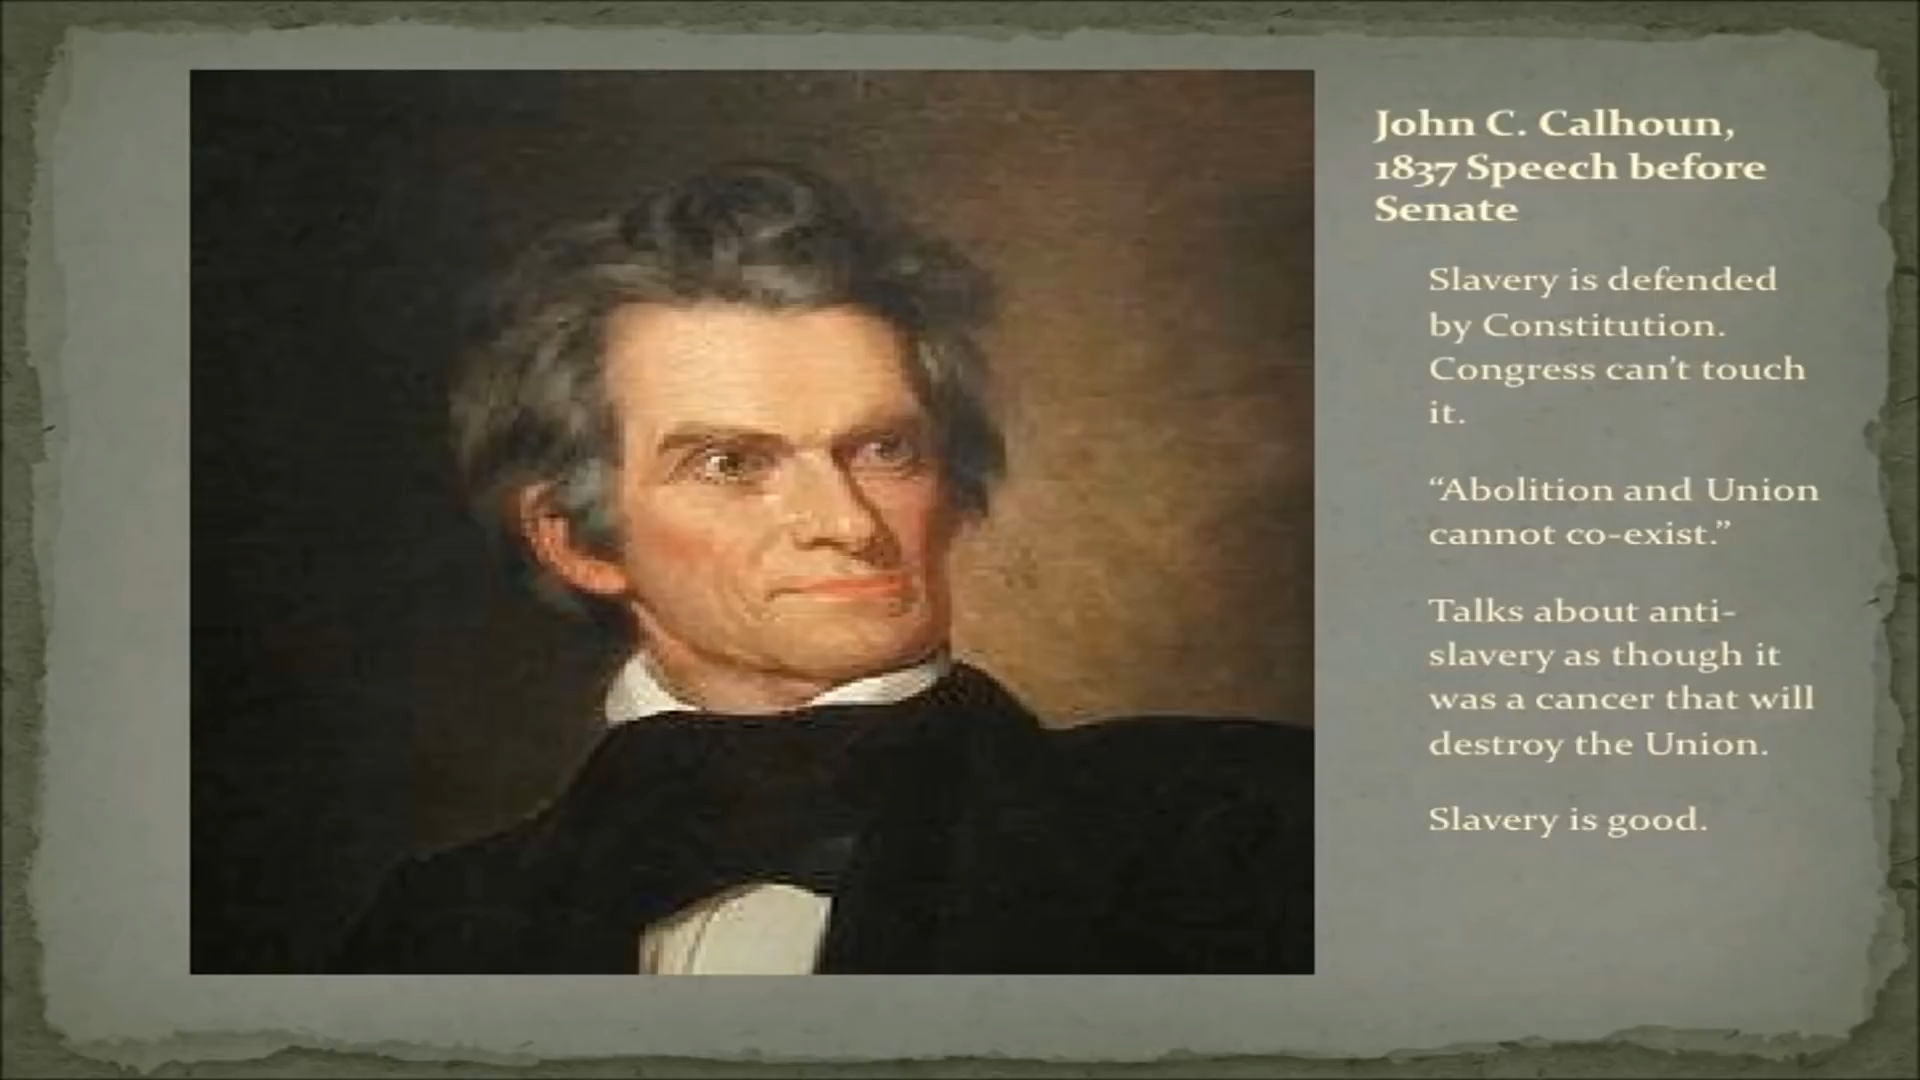 John C. Calhoun,
1837 Speech before
Senate
Slavery is defended
by Constitution.
Congress can't touch
it.
“Abolition and Union
cannot co-exist.”
Talks about anti-
slavery as though it
was a cancer that will
destroy the Union.
Slavery is good.